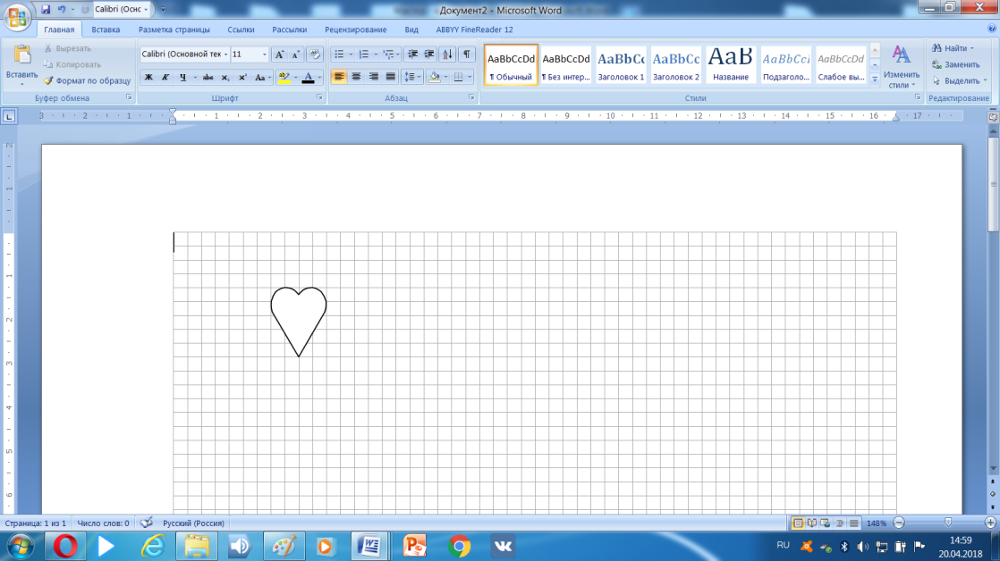 Calibri (Оснс
Документ2 - Microsoft Word
Главная Вставка Разметка страницы Ссылки Рассылки Рецензирование Вид ABBYY FineReader 12
Вставить
Вырезать
Копировать
Формат по образцу
Буфер обмена
Calibri (Основной тек 11
Ж К Ч abc x₂ x² Aa ab A
Шрифт
Абзац
AaBbCcDd AaBbCcDd AaBbCc AaBbCc АаВ AaBbCcl AaBbCcDd
¶ Обычный ¶ Без интер... Заголовок 1 Заголовок 2 Название Подзаголо... Слабое вы...
Стили
Изменить
стили
Найти
Заменить
Выделить
Редактирование
3 2 1 1 2 3 4 5 6 7 8 9 10 11 12 13 14 15 16 17
2
1
1
2
3
4
5
6
Страница: 1 из 1 Число слов: 0 Русский (Россия) 148%
RU 14:59
20.04.2018